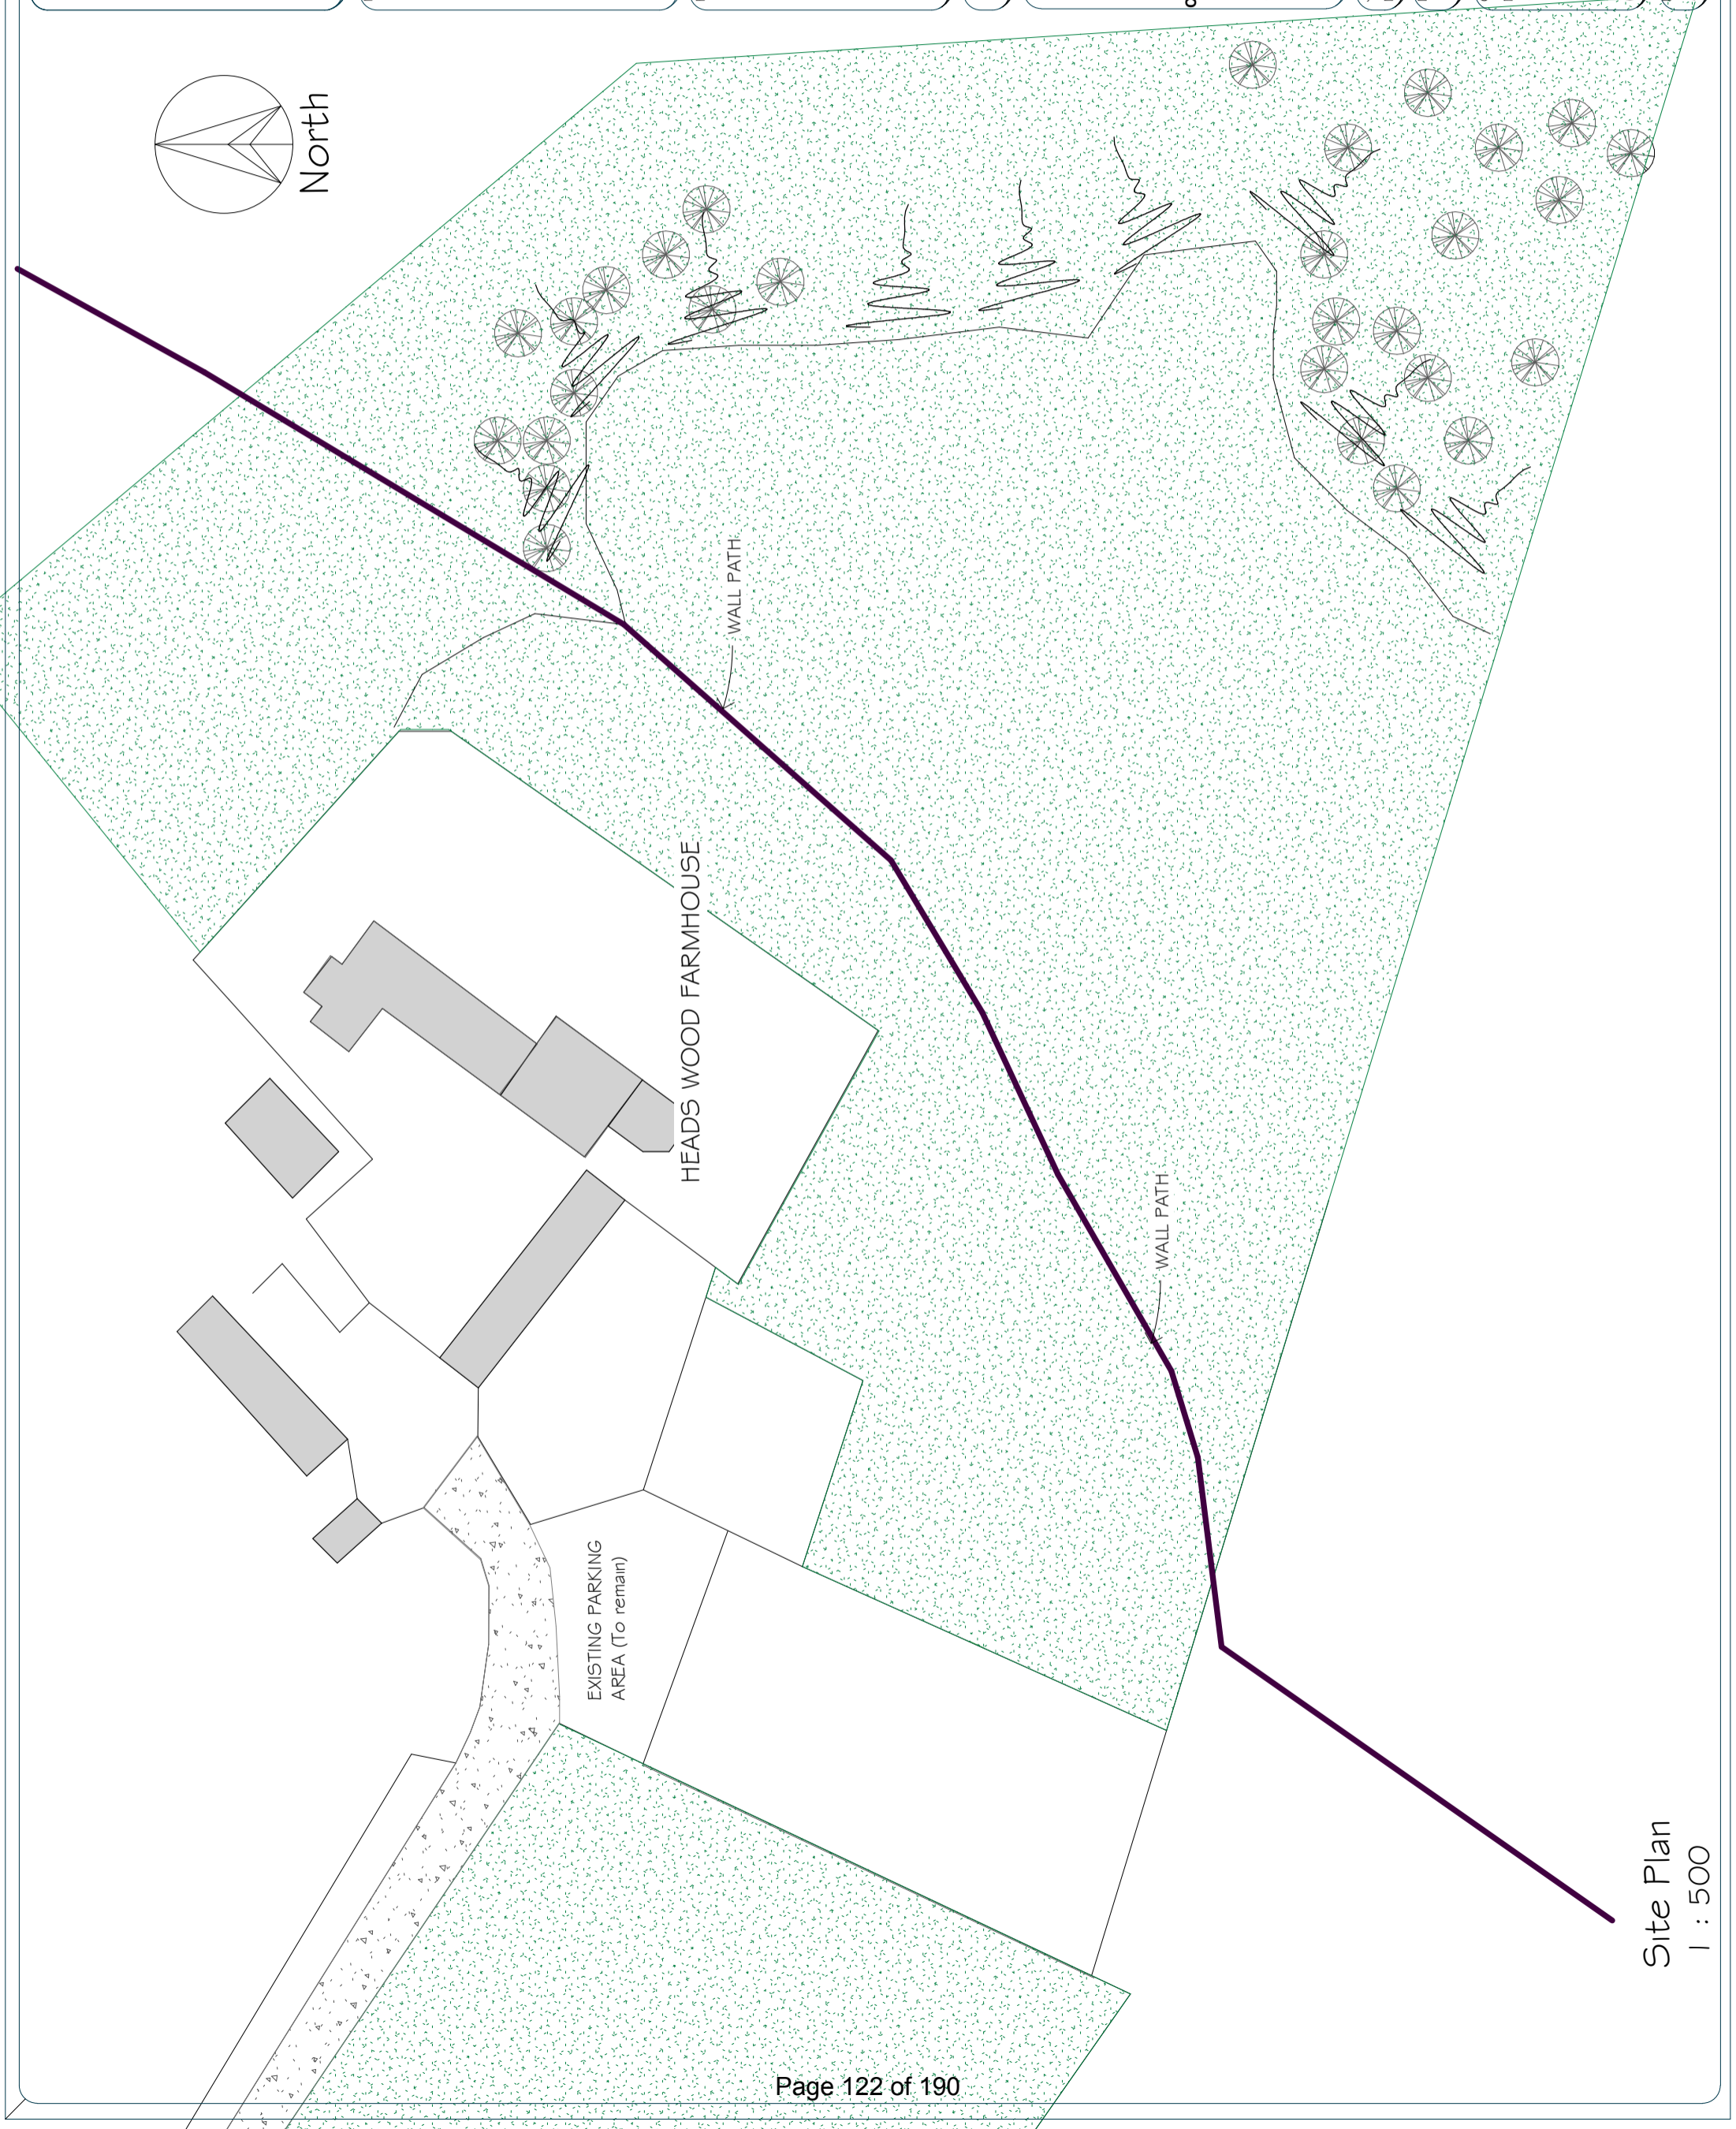 North
WALL PATH
HEADS WOOD FARMHOUSE
WALL PATH
EXISTING PARKING
AREA (To remain)
Site Plan
1 : 500
Page 122 of 190